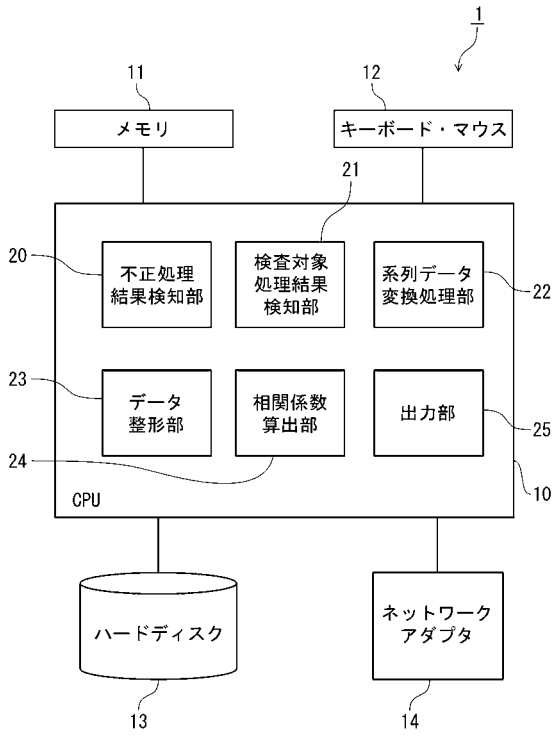 1
11
12
メモリ
キーボード・マウス
21
20
不正処理
結果検知部
検査対象
処理結果
検知部
系列データ
変換処理部
22
23
データ
整形部
相関係数
算出部
出力部
25
24
10
CPU
ハードディスク
ネットワーク
アダプタ
13
14